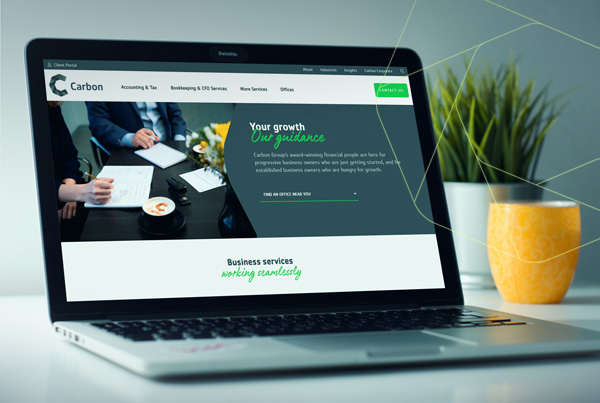 Deloitte.
Client Portal
About Industries Insights Carbon Corporate
Carbon
Accounting & Tax Bookkeeping & CFO Services More Services Offices
CONTACT US
Your growth
Our guidance
Carbon Group's award-winning financial people are here for
progressive business owners who are just getting started, and for
established business owners who are hungry for growth.
FIND AN OFFICE NEAR YOU
Business services
working seamlessly